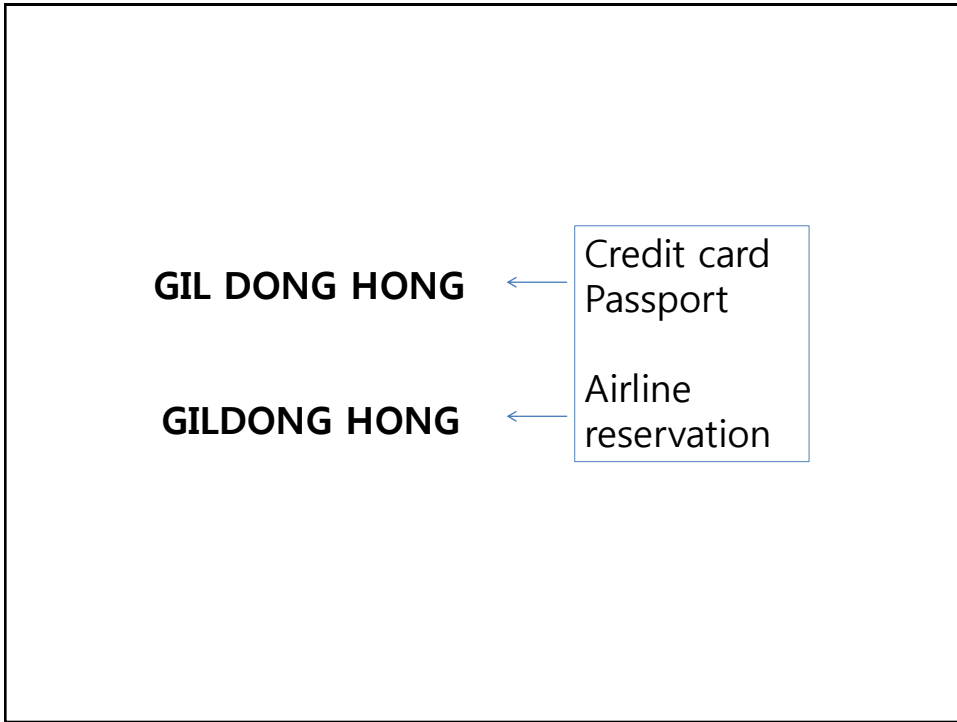 GIL DONG HONG
Credit card
Passport
GILDONG HONG
Airline
reservation